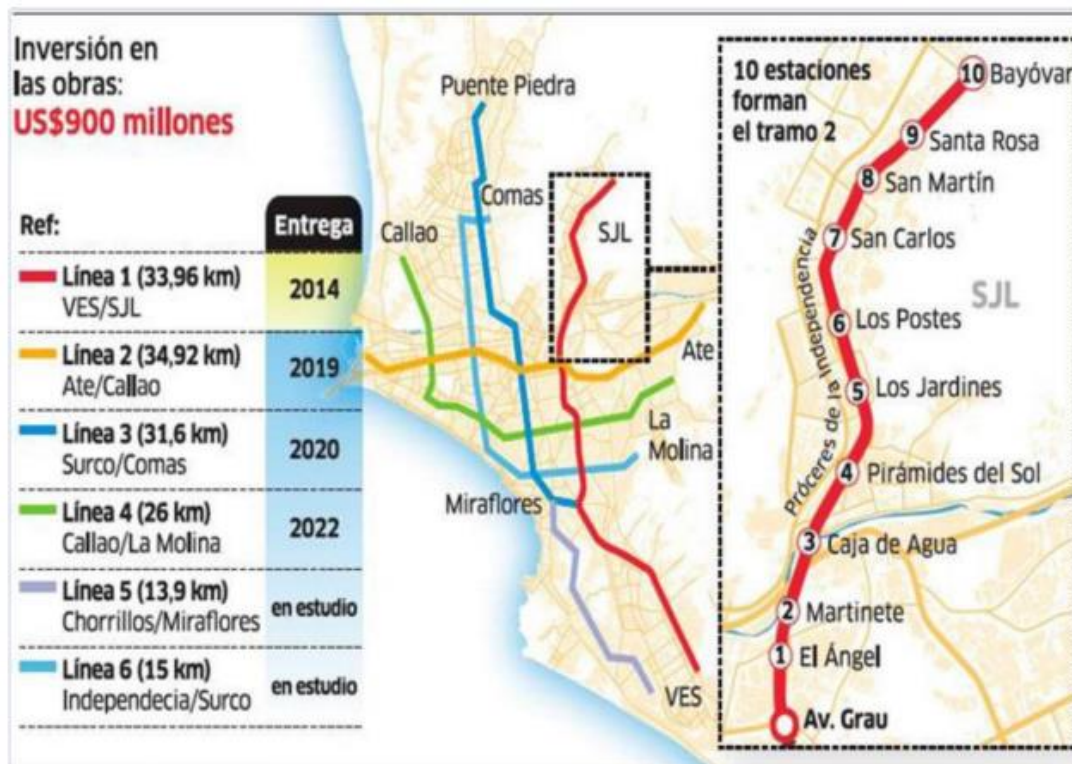 Inversión en
las obras:
US$900 millones
Ref:
Entrega
Línea 1 (33,96 km)
VES/SJL
2014
Línea 2 (34,92 km)
Ate/Callao
2019
Línea 3 (31,6 km)
Surco/Comas
2020
Línea 4 (26 km)
Callao/La Molina
2022
Línea 5 (13,9 km)
Chorrillos/Miraflores
en estudio
Línea 6 (15 km)
Independecia/Surco
en estudio
Puente Piedra
Comas
Callao
SJL
Ate
La
Molina
Miraflores
VES
10 estaciones
forman
el tramo 2
10 Bayóvar
9 Santa Rosa
8 San Martín
7 San Carlos
Próceres de la Independencia
SJL
6 Los Postes
5 Los Jardines
4 Pirámides del Sol
3 Caja de Agua
2 Martinete
1 El Ángel
Av. Grau